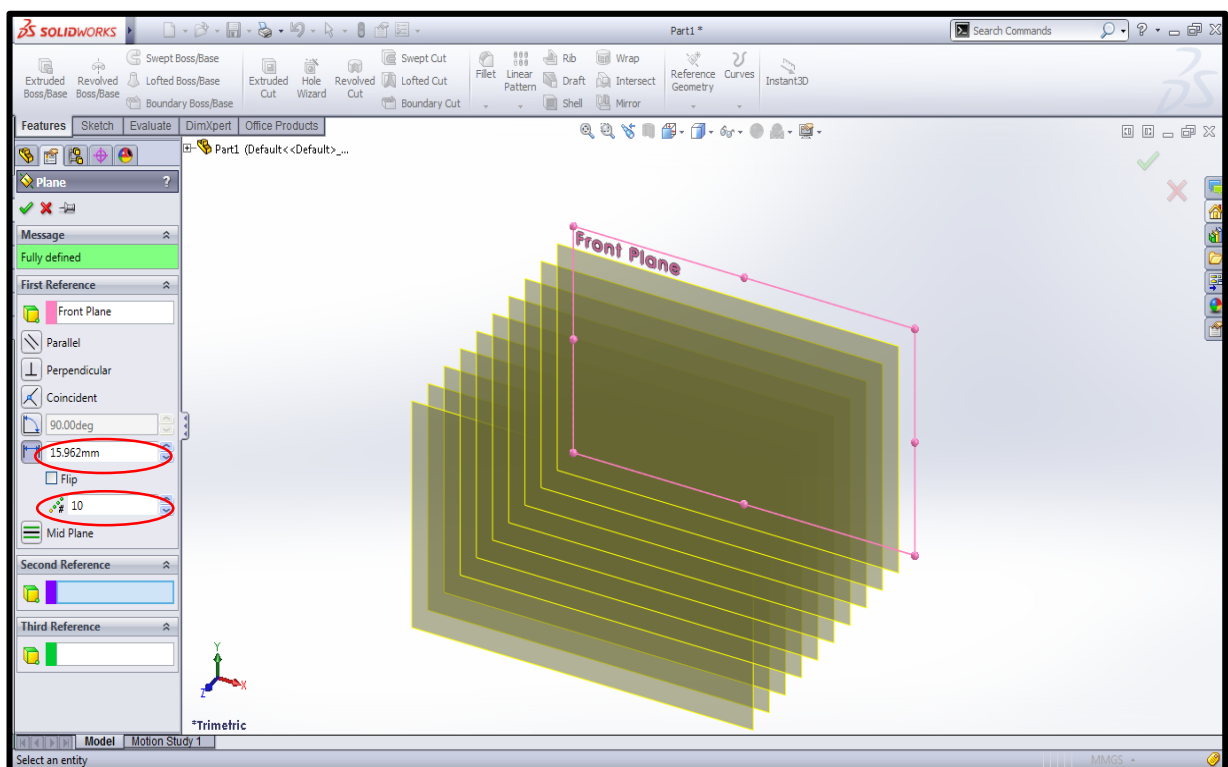 SOLIDWORKS
Part1 *
Search Commands
?
Extruded Boss/Base
Revolved Boss/Base
Swept Boss/Base
Lofted Boss/Base
Boundary Boss/Base
Extruded Cut
Hole Wizard
Revolved Cut
Swept Cut
Lofted Cut
Boundary Cut
Fillet
Linear Pattern
Rib
Draft
Shell
Wrap
Intersect
Mirror
Reference Geometry
Curves
Instant3D
Features Sketch Evaluate DimXpert Office Products
Part1 (Default<<Default>_...
Plane ?
Message
Fully defined
First Reference
Front Plane
Parallel
Perpendicular
Coincident
90.00deg
15.962mm
Flip
# 10
Mid Plane
Second Reference
Third Reference
Front Plane
Y
X
Z
*Trimetric
Model Motion Study 1
Select an entity
MMGS